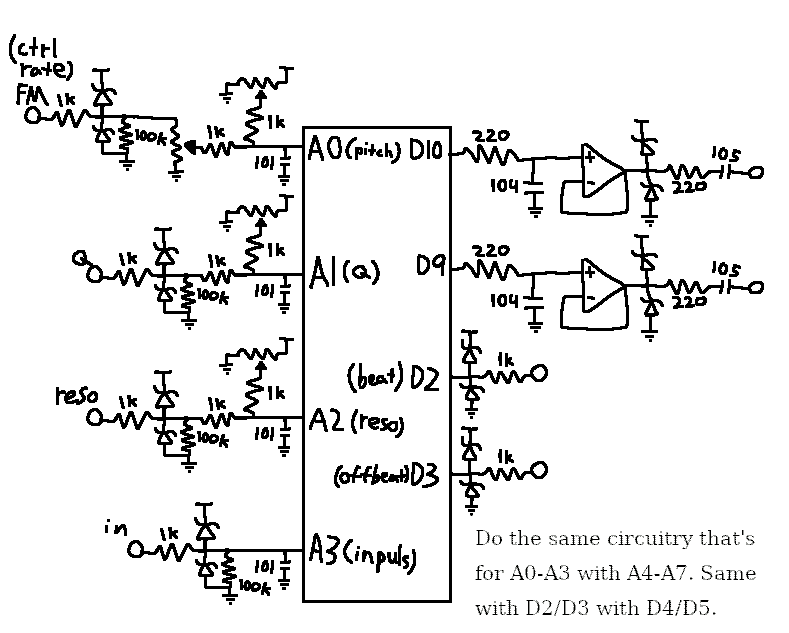 (ctrl
rate)
FM
1k
100k
1k
1k
101
A0(pitch)
D10
220
104
+
-
220
105
Q
1k
100k
1k
1k
101
A1(Q)
D9
220
104
+
-
220
105
reso
1k
100k
1k
1k
101
A2(reso)
(beat) D2
1k
(offbeat) D3
1k
in
1k
100k
101
A3(inpuls)
Do the same circuitry that's
for A0-A3 with A4-A7. Same
with D2/D3 with D4/D5.